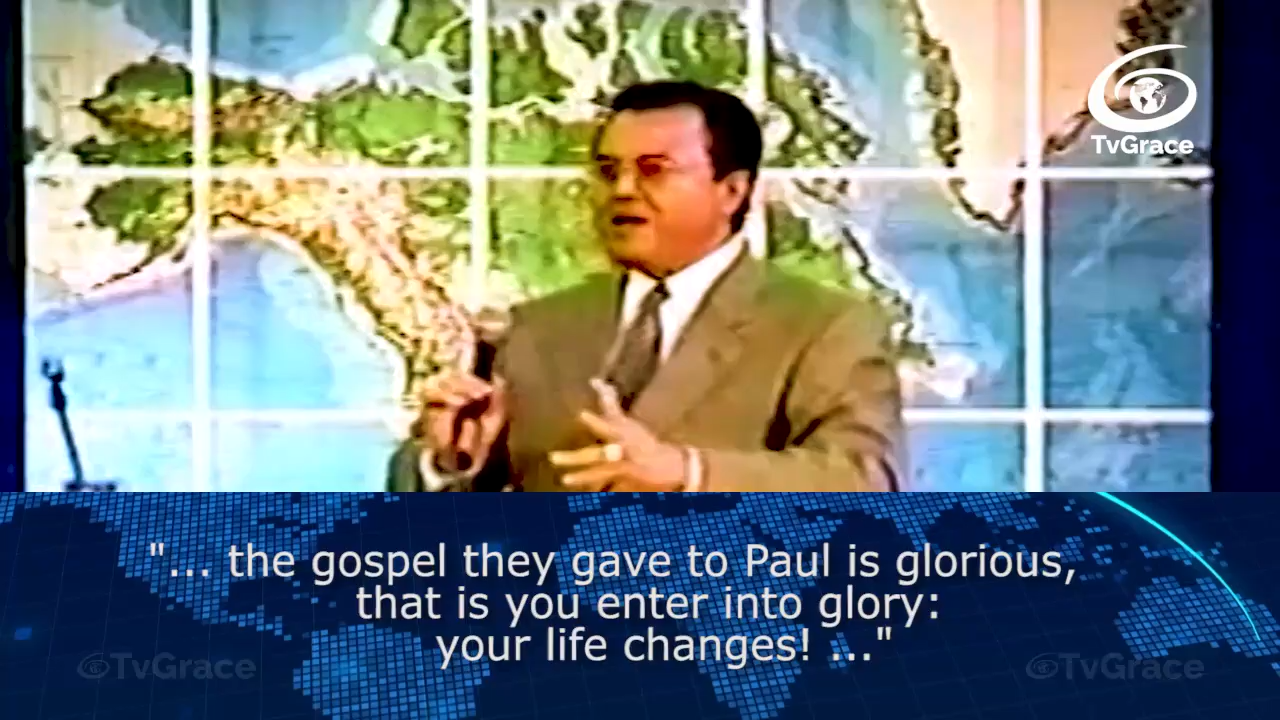 TvGrace
"... the gospel they gave to Paul is glorious,
that is you enter into glory:
your life changes! ..."
TvGrace
TvGrace